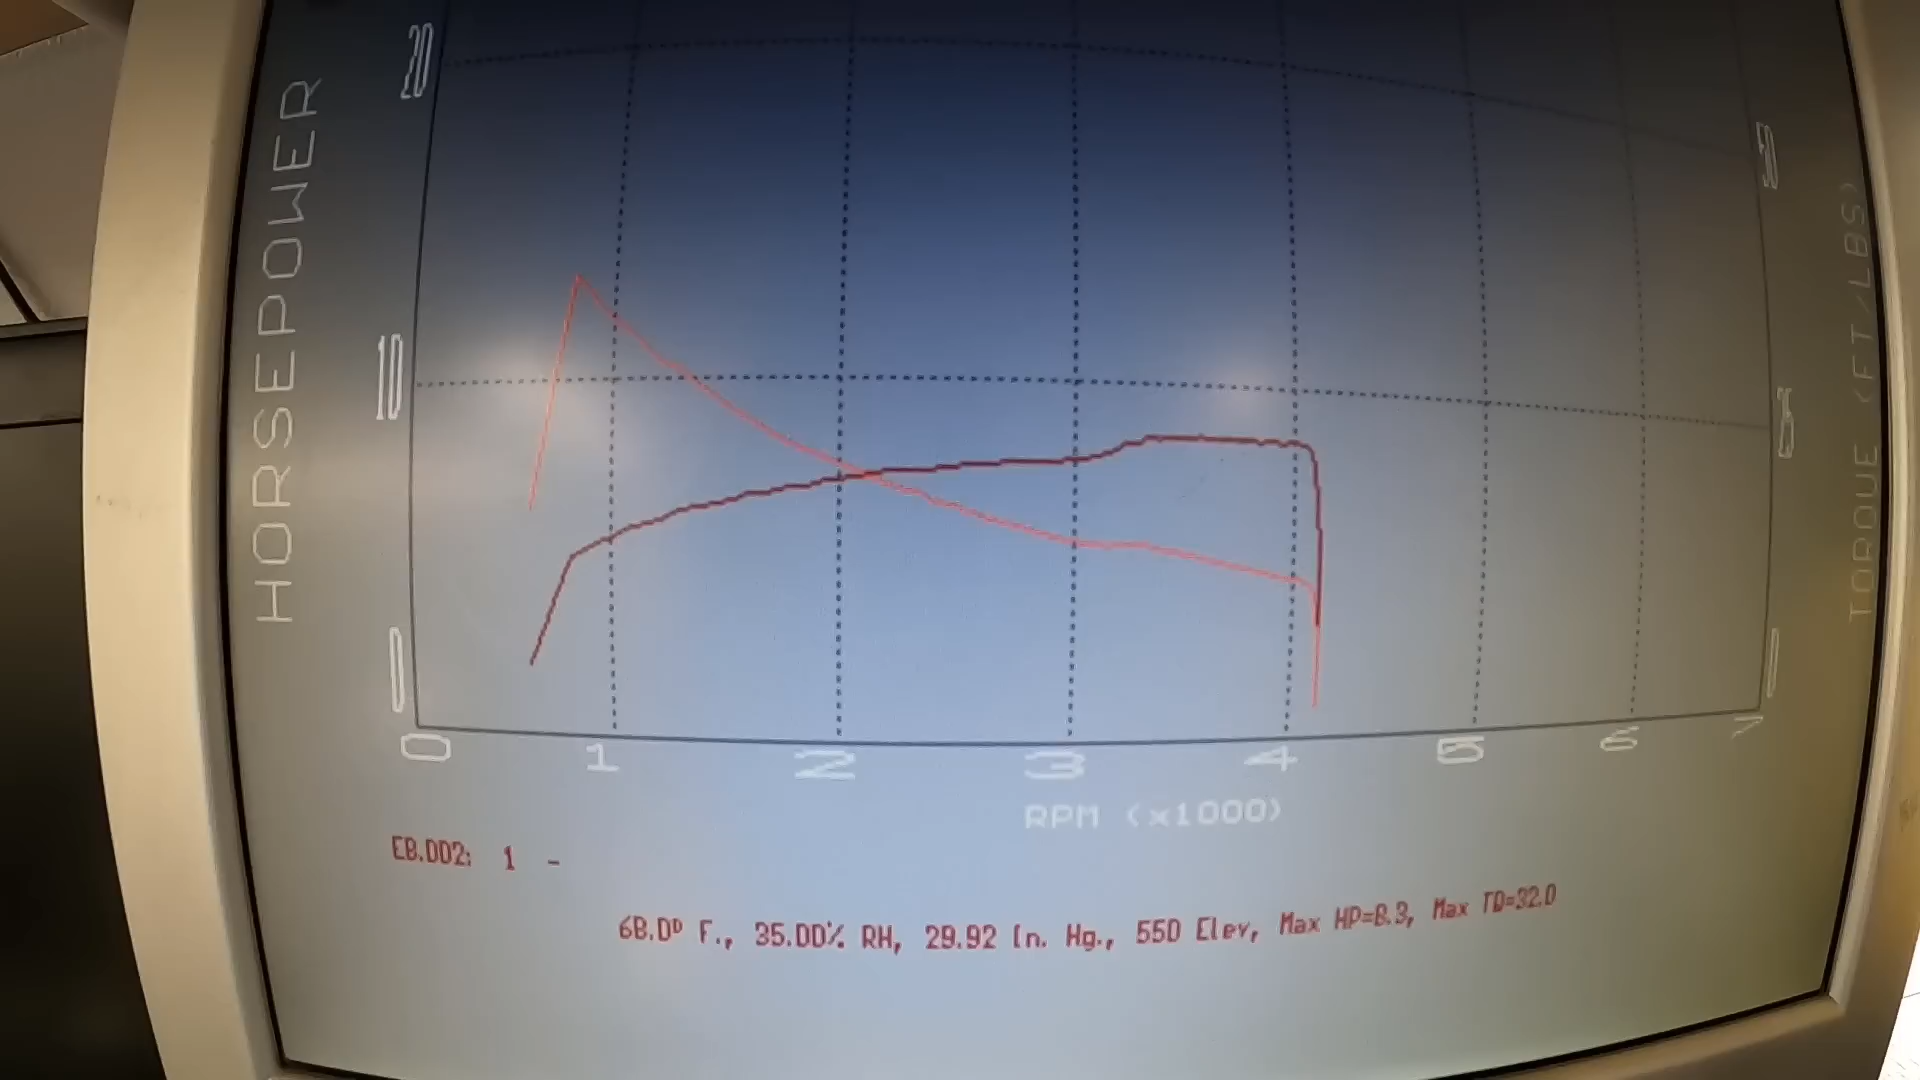 HORSEPOWER
20
10
0
0 1 2 3 4 5 6 7
RPM (x1000)
TORQUE (FT/LBS)
0
EB.DD2: 1 -
68.0° F., 35.00% RH, 29.92 In. Hg., 550 Elev, Max HP=8.3, Max TQ=32.0